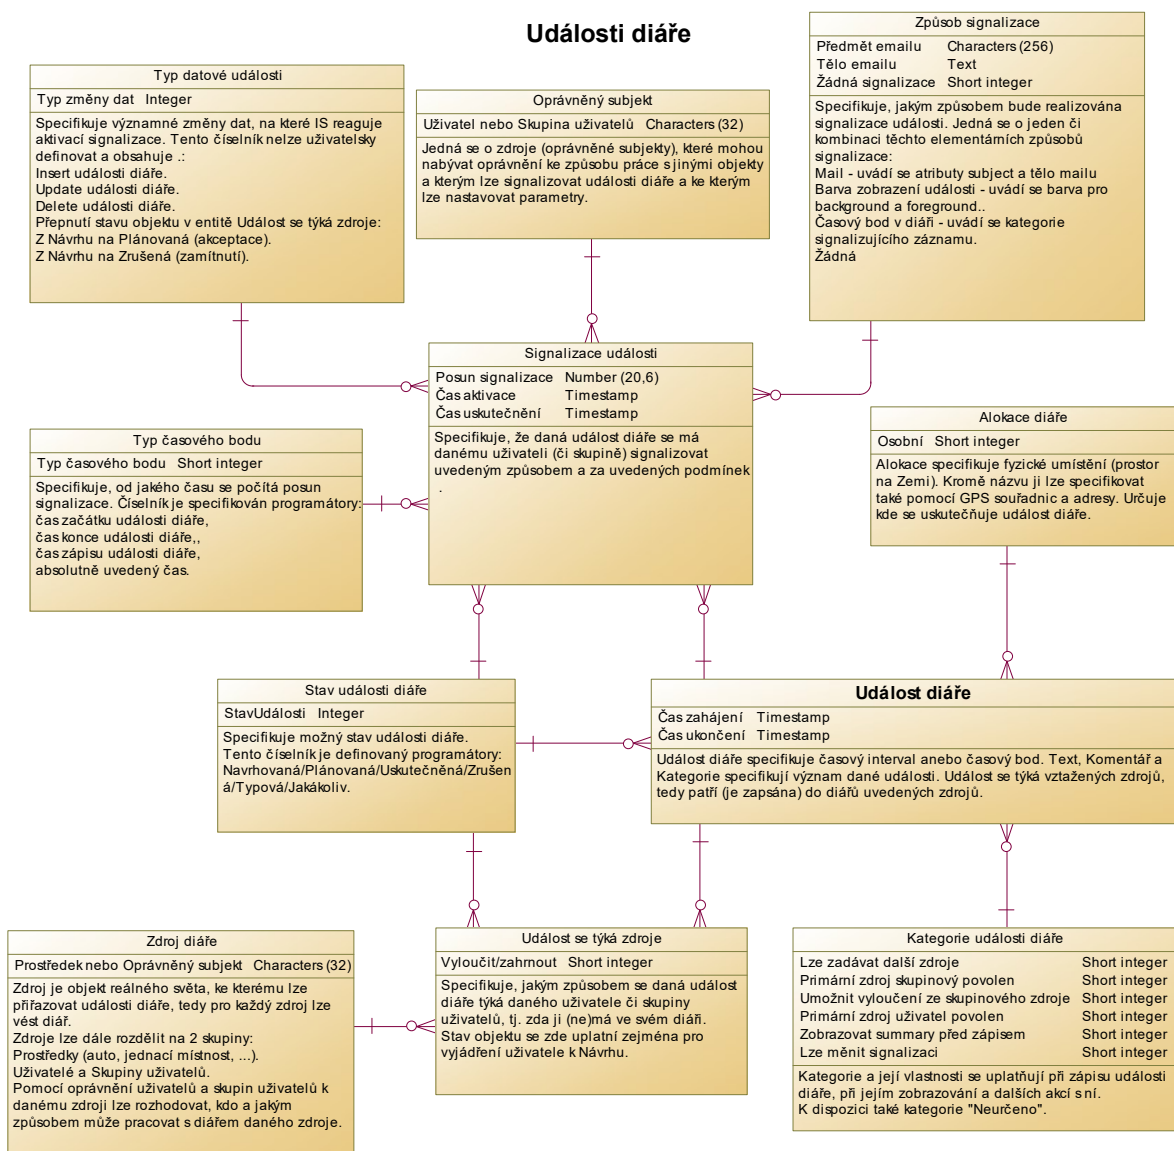 Události diáře
Typ datové události
Typ změny dat Integer
Specifikuje významné změny dat, na které IS reaguje
aktivací signalizace. Tento číselník nelze uživatelsky
definovat a obsahuje .:
Insert události diáře.
Update události diáře.
Delete události diáře.
Přepnutí stavu objektu v entitě Událost se týká zdroje:
Z Návrhu na Plánovaná (akceptace).
Z Návrhu na Zrušená (zamítnutí).
Oprávněný subjekt
Uživatel nebo Skupina uživatelů Characters (32)
Jedná se o zdroje (oprávněné subjekty), které mohou
nabývat oprávnění ke způsobu práce s jinými objekty
a kterým lze signalizovat události diáře a ke kterým
lze nastavovat parametry.
Způsob signalizace
Předmět emailu Characters (256)
Tělo emailu Text
Žádná signalizace Short integer
Specifikuje, jakým způsobem bude realizována
signalizace události. Jedná se o jeden či
kombinaci těchto elementárních způsobů
signalizace:
Mail - uvádí se atributy subject a tělo mailu
Barva zobrazení události - uvádí se barva pro
background a foreground..
Časový bod v diáři - uvádí se kategorie
signalizujícího záznamu.
Žádná
Signalizace události
Posun signalizace Number (20,6)
Čas aktivace Timestamp
Čas uskutečnění Timestamp
Specifikuje, že daná událost diáře se má
danému uživateli (či skupině) signalizovat
uvedeným způsobem a za uvedených podmínek
.
Typ časového bodu
Typ časového bodu Short integer
Specifikuje, od jakého času se počítá posun
signalizace. Číselník je specifikován programátory:
čas začátku události diáře,
čas konce události diáře,,
čas zápisu události diáře,
absolutně uvedený čas.
Alokace diáře
Osobní Short integer
Alokace specifikuje fyzické umístění (prostor
na Zemi). Kromě názvu ji lze specifikovat
také pomocí GPS souřadnic a adresy. Určuje
kde se uskutečňuje událost diáře.
Stav události diáře
StavUdálosti Integer
Specifikuje možný stav události diáře.
Tento číselník je definovaný programátory:
Navrhovaná/Plánovaná/Uskutečněná/Zrušen
á/Typová/Jakákoliv.
Událost diáře
Čas zahájení Timestamp
Čas ukončení Timestamp
Událost diáře specifikuje časový interval anebo časový bod. Text, Komentář a
Kategorie specifikují význam dané události. Událost se týká vztažených zdrojů,
tedy patří (je zapsána) do diářů uvedených zdrojů.
Zdroj diáře
Prostředek nebo Oprávněný subjekt Characters (32)
Zdroj je objekt reálného světa, ke kterému lze
přiřazovat události diáře, tedy pro každý zdroj lze
vést diář.
Zdroje lze dále rozdělit na 2 skupiny:
Prostředky (auto, jednací místnost, ...).
Uživatelé a Skupiny uživatelů.
Pomocí oprávnění uživatelů a skupin uživatelů k
danému zdroji lze rozhodovat, kdo a jakým
způsobem může pracovat s diářem daného zdroje.
Událost se týká zdroje
Vyloučit/zahrnout Short integer
Specifikuje, jakým způsobem se daná událost
diáře týká daného uživatele či skupiny
uživatelů, tj. zda ji (ne)má ve svém diáři.
Stav objektu se zde uplatní zejména pro
vyjádření uživatele k Návrhu.
Kategorie události diáře
Lze zadávat další zdroje Short integer
Primární zdroj skupinový povolen Short integer
Umožnit vyloučení ze skupinového zdroje Short integer
Primární zdroj uživatel povolen Short integer
Zobrazovat summary před zápisem Short integer
Lze měnit signalizaci Short integer
Kategorie a její vlastnosti se uplatňují při zápisu události
diáře, při jejím zobrazování a dalších akcí s ní.
K dispozici také kategorie "Neurčeno".